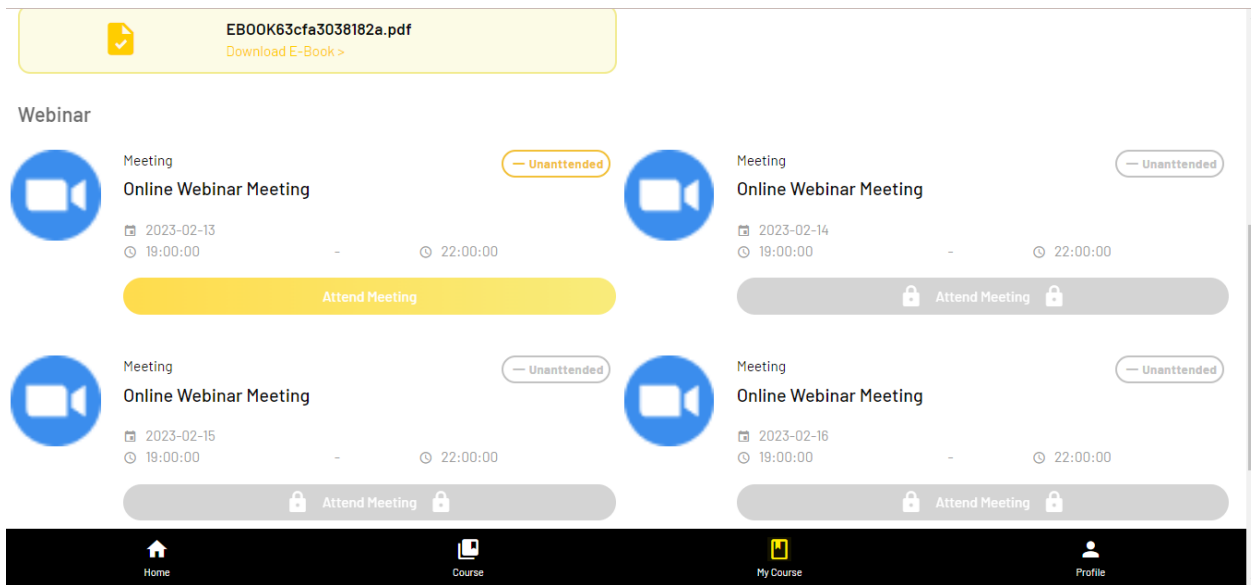 EBOOK63cfa3038182a.pdf
Download E-Book >
Webinar
Meeting
— Unanttended
Online Webinar Meeting
2023-02-13
19:00:00 - 22:00:00
Attend Meeting
Meeting
— Unanttended
Online Webinar Meeting
2023-02-14
19:00:00 - 22:00:00
Attend Meeting
Meeting
— Unanttended
Online Webinar Meeting
2023-02-15
19:00:00 - 22:00:00
Attend Meeting
Meeting
— Unanttended
Online Webinar Meeting
2023-02-16
19:00:00 - 22:00:00
Attend Meeting
Home
Course
My Course
Profile